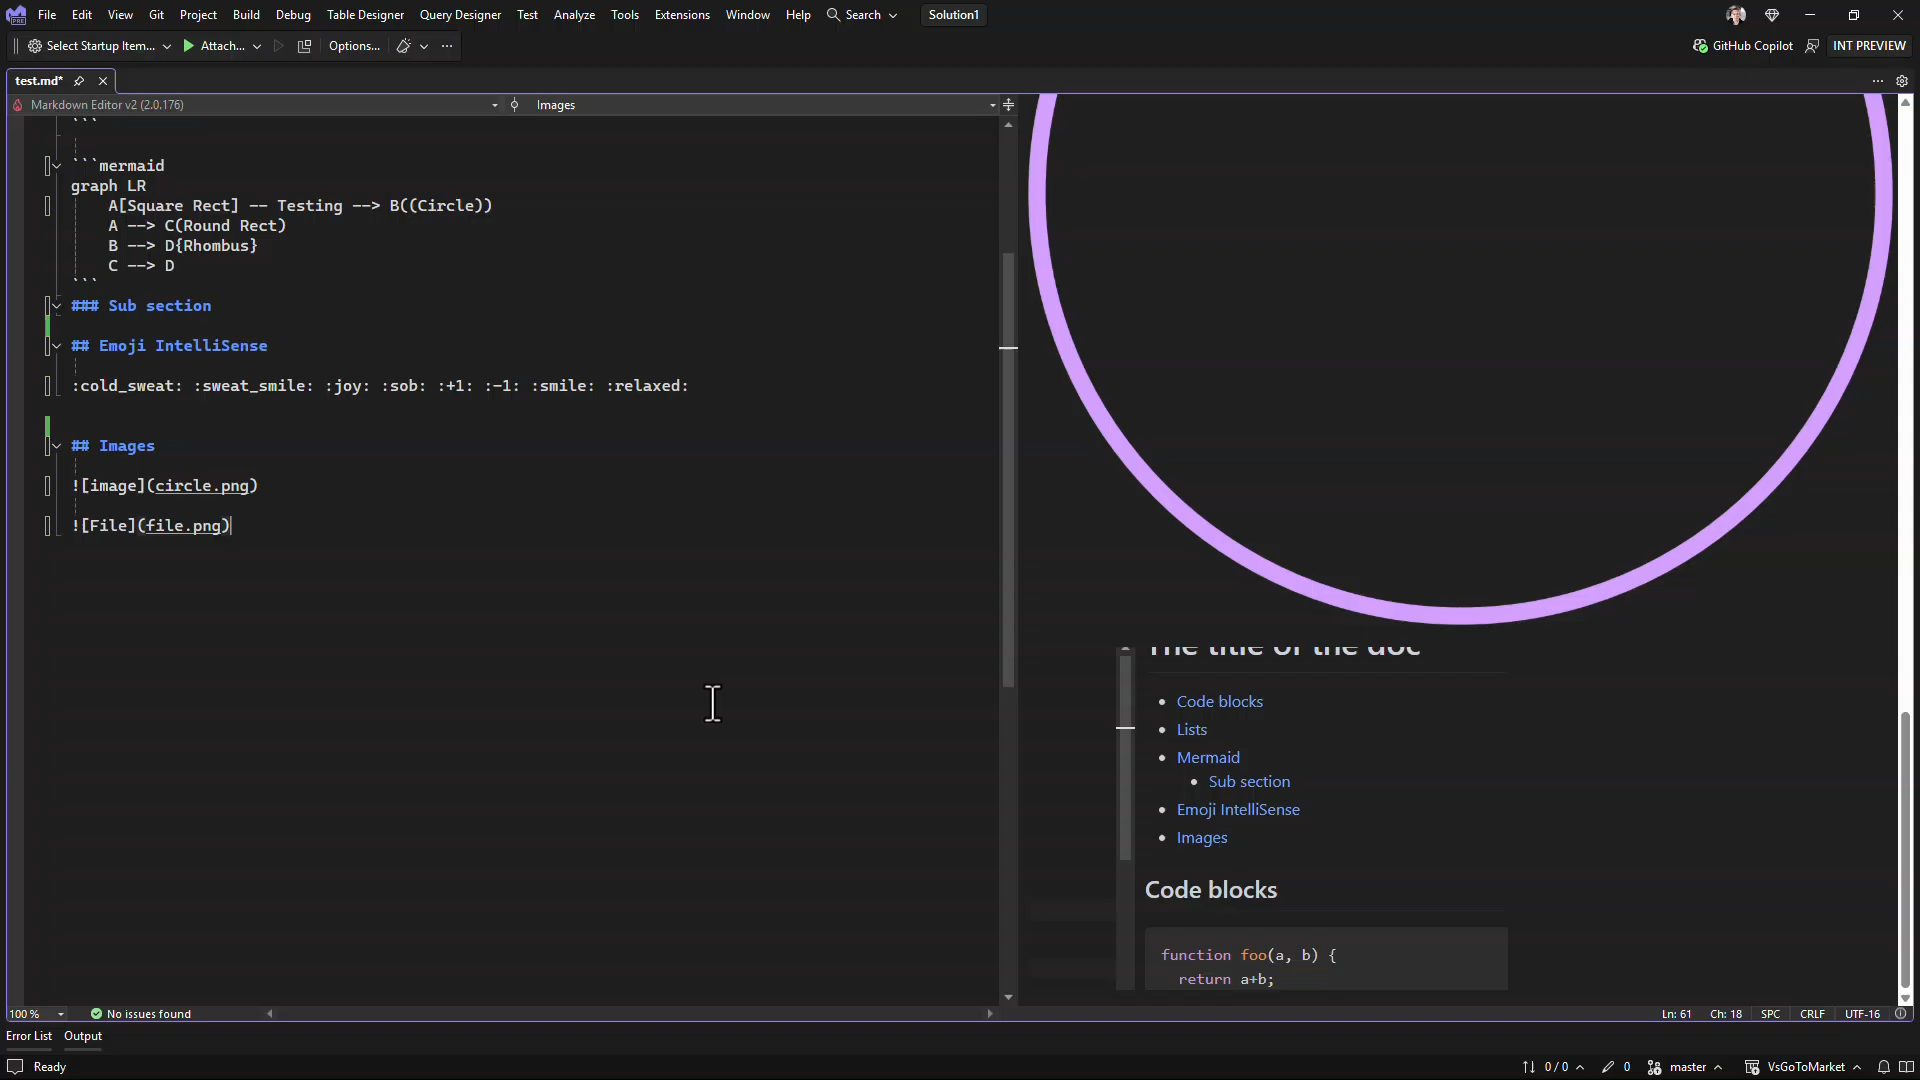 File Edit View Git Project Build Debug Table Designer Query Designer Test Analyze Tools Extensions Window Help Search Solution1
Select Startup Item... Attach... Options... GitHub Copilot INT PREVIEW
test.md*
Markdown Editor v2 (2.0.176) Images
```
```mermaid
graph LR
A[Square Rect] -- Testing --> B((Circle))
A --> C(Round Rect)
B --> D{Rhombus}
C --> D
```
### Sub section
## Emoji IntelliSense
:cold_sweat: :sweat_smile: :joy: :sob: :+1: :-1: :smile: :relaxed:
## Images
![image](circle.png)
![File](file.png)
The title of the doc
Code blocks
Lists
Mermaid
Sub section
Emoji IntelliSense
Images
Code blocks
function foo(a, b) {
return a+b;
100 % No issues found Ln: 61 Ch: 18 SPC CRLF UTF-16
Error List Output
Ready 0 / 0 0 master VsGoToMarket